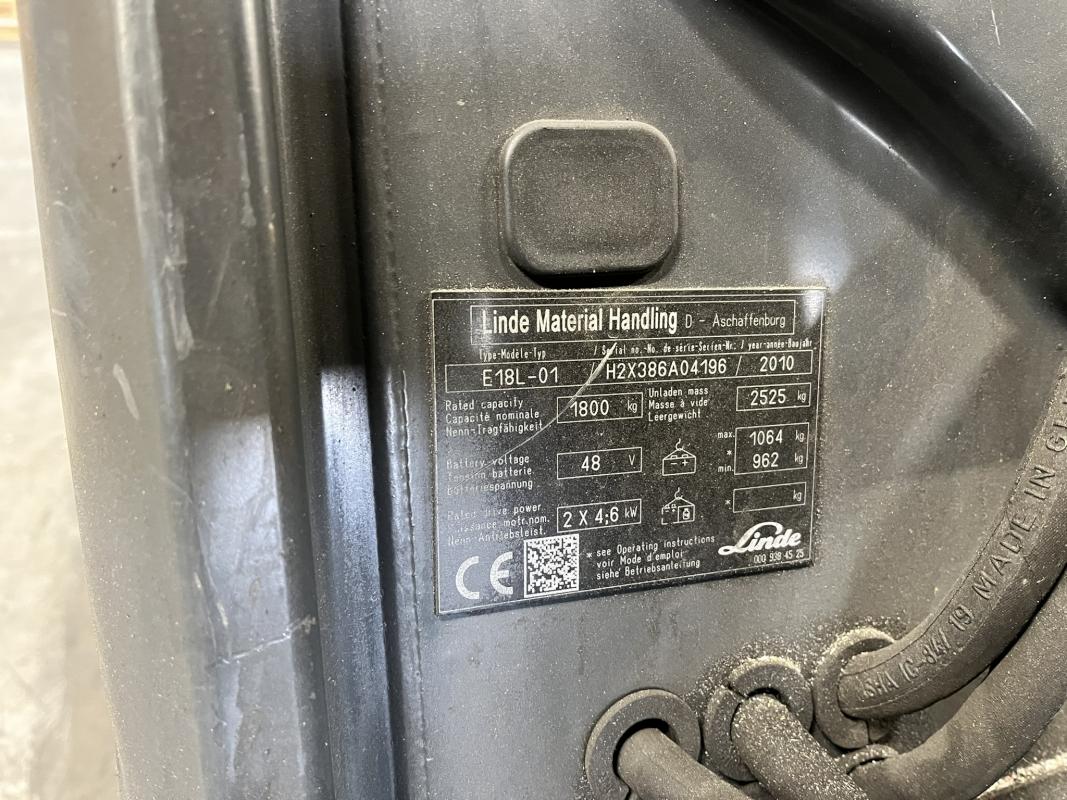 Linde Material Handling D - Aschaffenburg
Type-Modèle-Typ / Serial no.-No. de série-Serien-Nr. / year-année-Baujahr
E18L-01 / H2X386A04196 / 2010
Rated capacity
Capacité nominale
Nenn-Tragfähigkeit
1800 kg
Unladen mass
Masse à vide
Leergewicht
2525 kg
Battery voltage
Tension batterie
Batteriespannung
48 V
- +
max. 1064 kg
*
min. 962 kg
Rated drive power
Puissance motr.nom.
Nenn-Antriebsleist.
2 X 4,6 kW
* kg
CE
* see Operating instructions
voir Mode d'emploi
siehe Betriebsanleitung
Linde
000 938 45 25
19 MADE IN